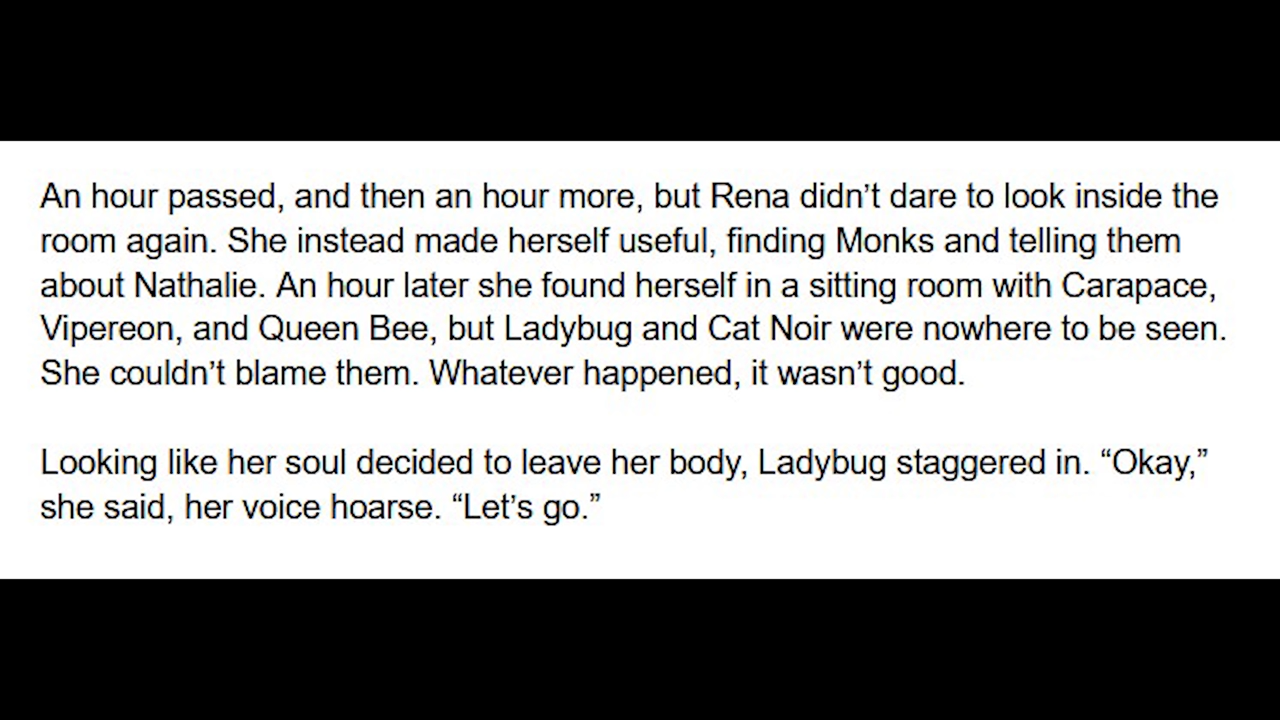 An hour passed, and then an hour more, but Rena didn’t dare to look inside the
room again. She instead made herself useful, finding Monks and telling them
about Nathalie. An hour later she found herself in a sitting room with Carapace,
Vipereon, and Queen Bee, but Ladybug and Cat Noir were nowhere to be seen.
She couldn’t blame them. Whatever happened, it wasn’t good.
Looking like her soul decided to leave her body, Ladybug staggered in. “Okay,”
she said, her voice hoarse. “Let’s go.”